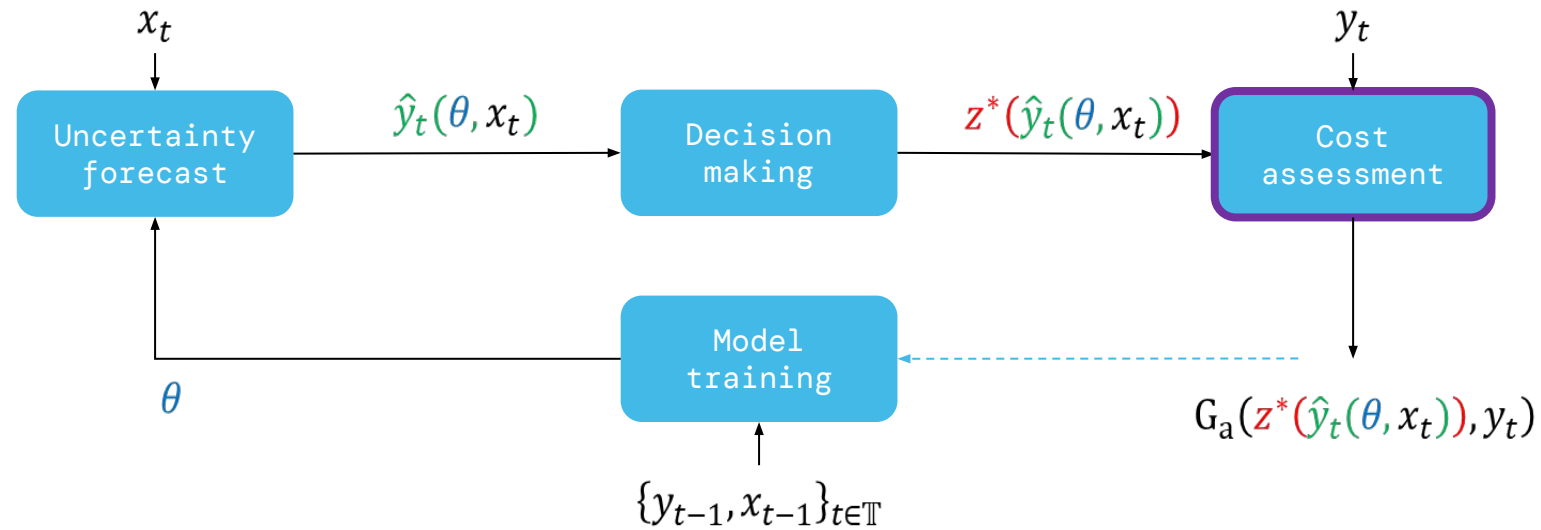 x_t
y_t
Uncertainty
forecast
ŷ_t(θ, x_t)
Decision
making
z*(ŷ_t(θ, x_t))
Cost
assessment
Model
training
θ
G_a(z*(ŷ_t(θ, x_t)), y_t)
{y_{t−1}, x_{t−1}}_{t∈𝕋}